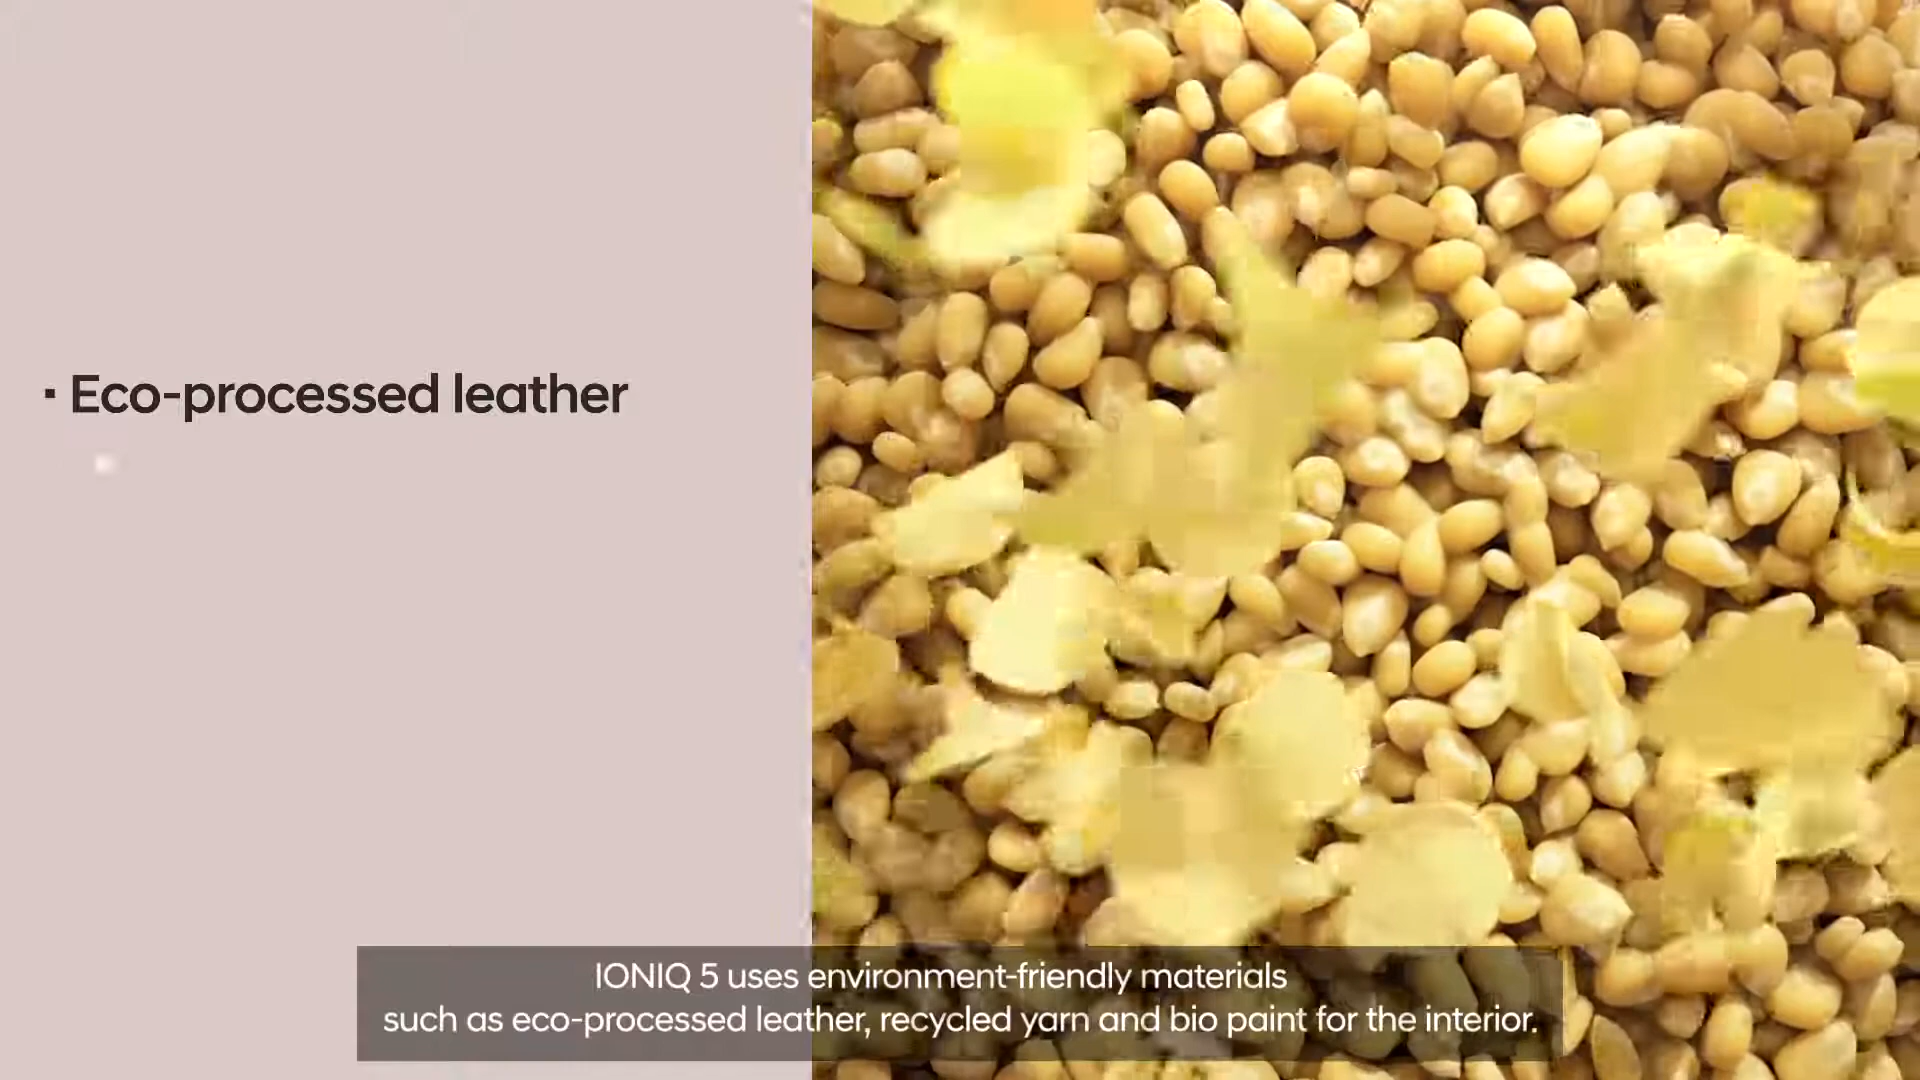 · Eco-processed leather
IONIQ 5 uses environment-friendly materials
such as eco-processed leather, recycled yarn and bio paint for the interior.